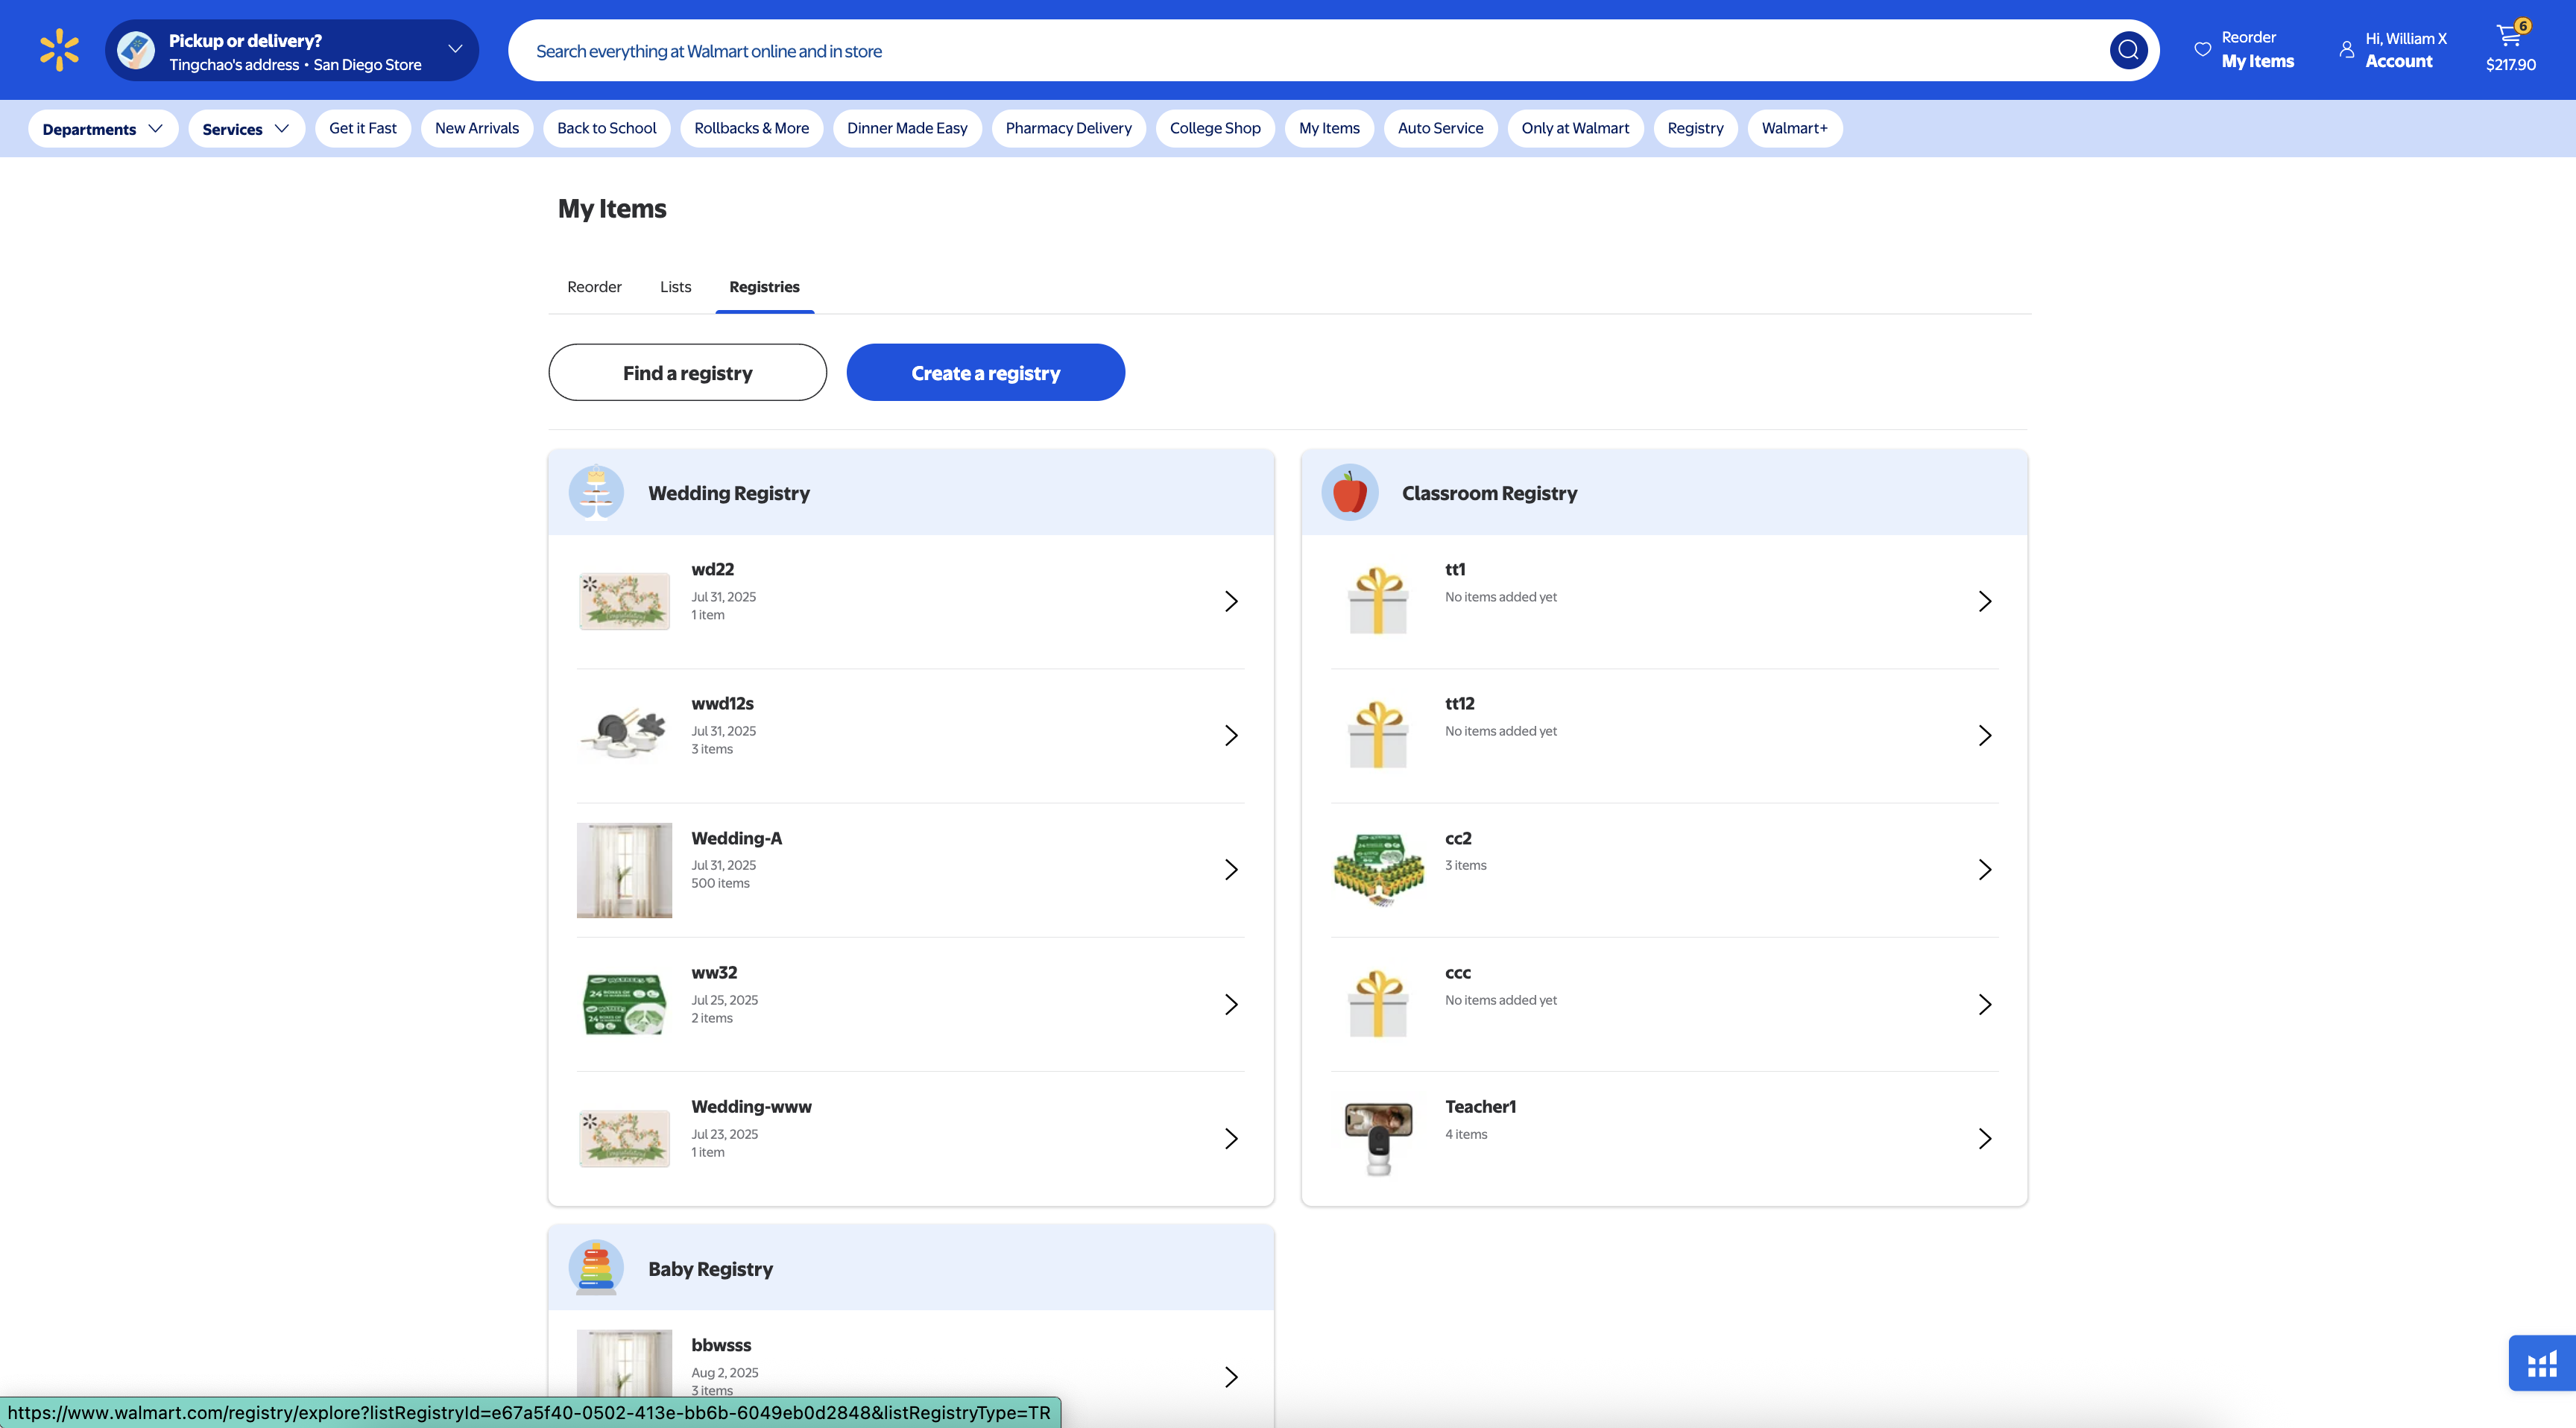 Pickup or delivery?
Tingchao's address • San Diego Store
Search everything at Walmart online and in store
Reorder
My Items
Hi, William X
Account
6
$217.90
Departments
Services
Get it Fast
New Arrivals
Back to School
Rollbacks & More
Dinner Made Easy
Pharmacy Delivery
College Shop
My Items
Auto Service
Only at Walmart
Registry
Walmart+
My Items
Reorder
Lists
Registries
Find a registry
Create a registry
Wedding Registry
wd22
Jul 31, 2025
1 item
wwd12s
Jul 31, 2025
3 items
Wedding-A
Jul 31, 2025
500 items
ww32
Jul 25, 2025
2 items
Wedding-www
Jul 23, 2025
1 item
Classroom Registry
tt1
No items added yet
tt12
No items added yet
cc2
3 items
ccc
No items added yet
Teacher1
4 items
Baby Registry
bbwsss
Aug 2, 2025
3 items
https://www.walmart.com/registry/explore?listRegistryId=e67a5f40-0502-413e-bb6b-6049eb0d2848&listRegistryType=TR